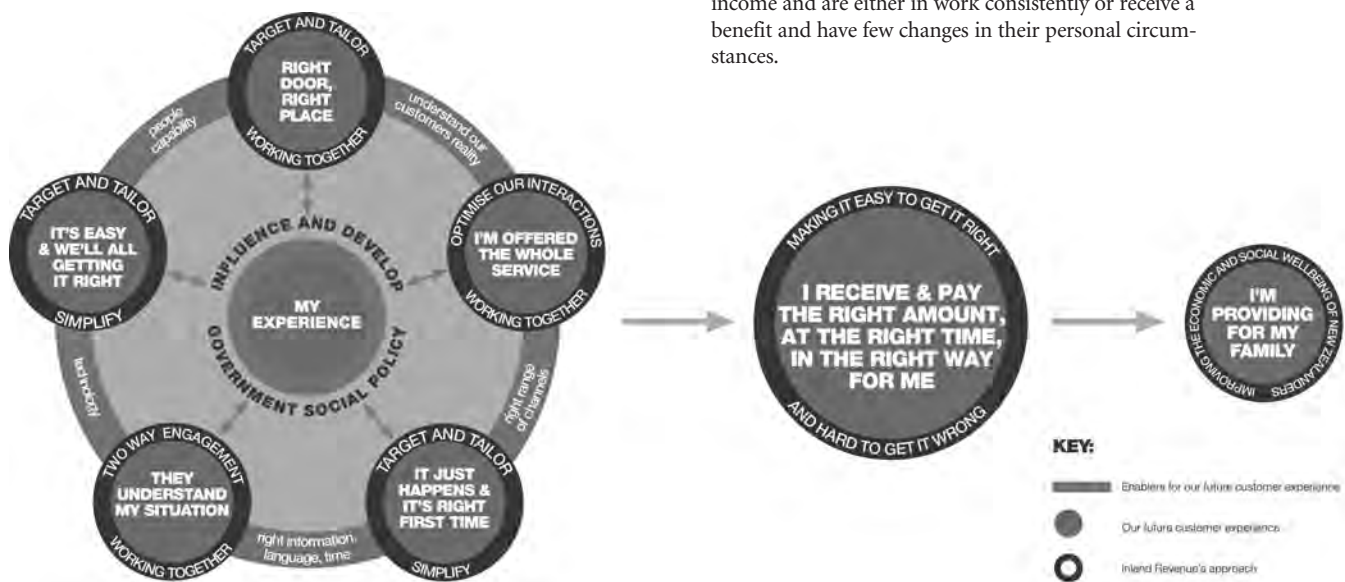 income and are either in work consistently or receive a
benefit and have few changes in their personal circum-
stances.
TARGET AND TAILOR
RIGHT
DOOR,
RIGHT
PLACE
WORKING TOGETHER
people
capability
understand our
customers reality
TARGET AND TAILOR
IT'S EASY
& WE'LL ALL
GETTING
IT RIGHT
SIMPLIFY
OPTIMISE OUR INTERACTIONS
I'M OFFERED
THE WHOLE
SERVICE
WORKING TOGETHER
INFLUENCE AND DEVELOP
MY
EXPERIENCE
GOVERNMENT SOCIAL POLICY
technology
right range
of channels
TWO WAY ENGAGEMENT
THEY
UNDERSTAND
MY SITUATION
WORKING TOGETHER
TARGET AND TAILOR
IT JUST
HAPPENS &
IT'S RIGHT
FIRST TIME
SIMPLIFY
right information,
language, time
MAKING IT EASY TO GET IT RIGHT
I RECEIVE & PAY
THE RIGHT AMOUNT,
AT THE RIGHT TIME,
IN THE RIGHT WAY
FOR ME
AND HARD TO GET IT WRONG
IMPROVING THE ECONOMIC AND SOCIAL WELLBEING OF NEW ZEALANDERS
I'M
PROVIDING
FOR MY
FAMILY
KEY:
Enablers for our future customer experience
Our future customer experience
Inland Revenue's approach